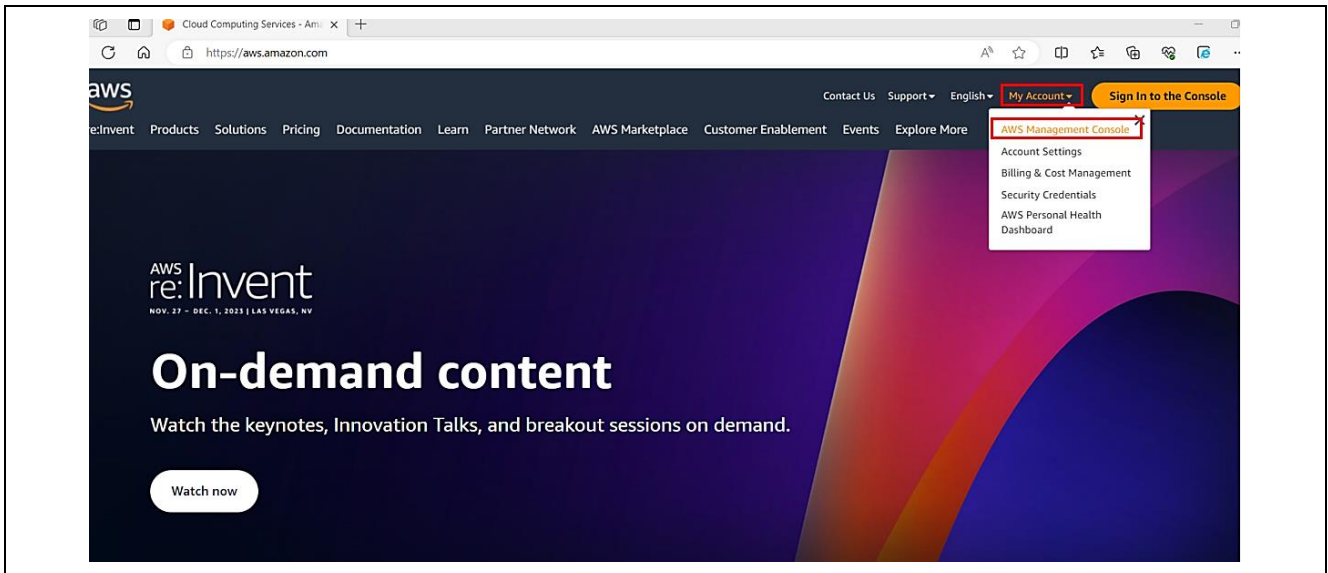 Cloud Computing Services - Am
https://aws.amazon.com
aws
Contact Us Support English My Account Sign In to the Console
re:Invent Products Solutions Pricing Documentation Learn Partner Network AWS Marketplace Customer Enablement Events Explore More
AWS Management Console
Account Settings
Billing & Cost Management
Security Credentials
AWS Personal Health
Dashboard
AWS
re:Invent
NOV. 27 – DEC. 1, 2023 | LAS VEGAS, NV
On-demand content
Watch the keynotes, Innovation Talks, and breakout sessions on demand.
Watch now